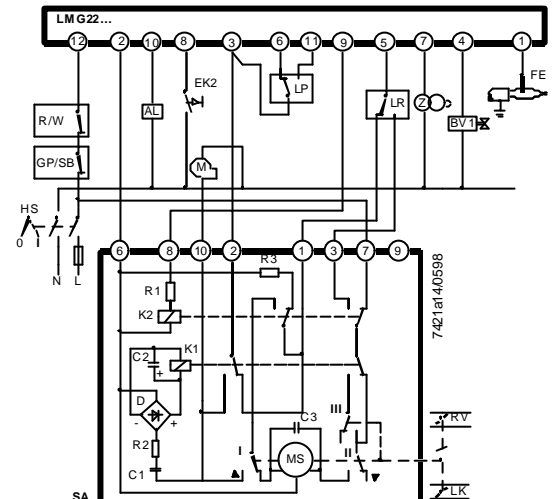 LMG22...
12 2 10 8 3 6 11 9 5 7 4 1
EK2
FE
LP
R/W
AL
LR
Z
BV1
GP/SB
M
HS
0 I
N L
6 8 10 2 1 3 7 9
R3
R1
K2
7421a14/0598
C2
K1
+
D
III
C3
RV
- +
R2
I
MS
II
C1
SA
LK